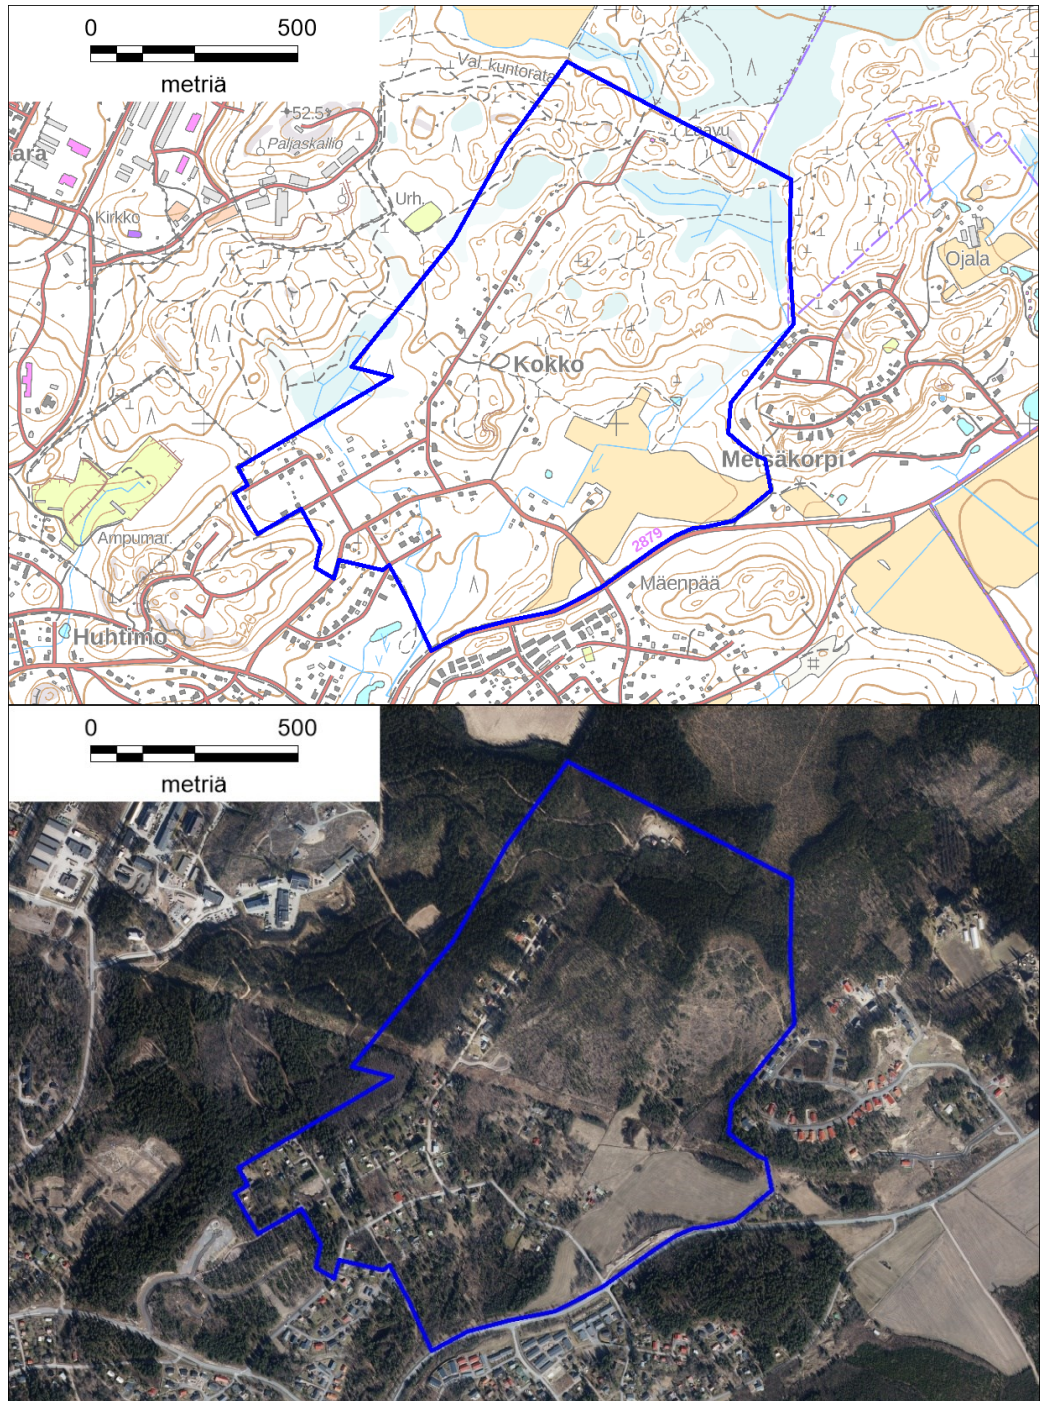 0 500
metriä
Val. kuntorata
52.5
Laavu
Paljaskallio
ara
120
Urh.
Kirkko
Ojala
120
Kokko
Metsäkorpi
Ampumar.
2879
Mäenpää
120
Huhtimo
0 500
metriä